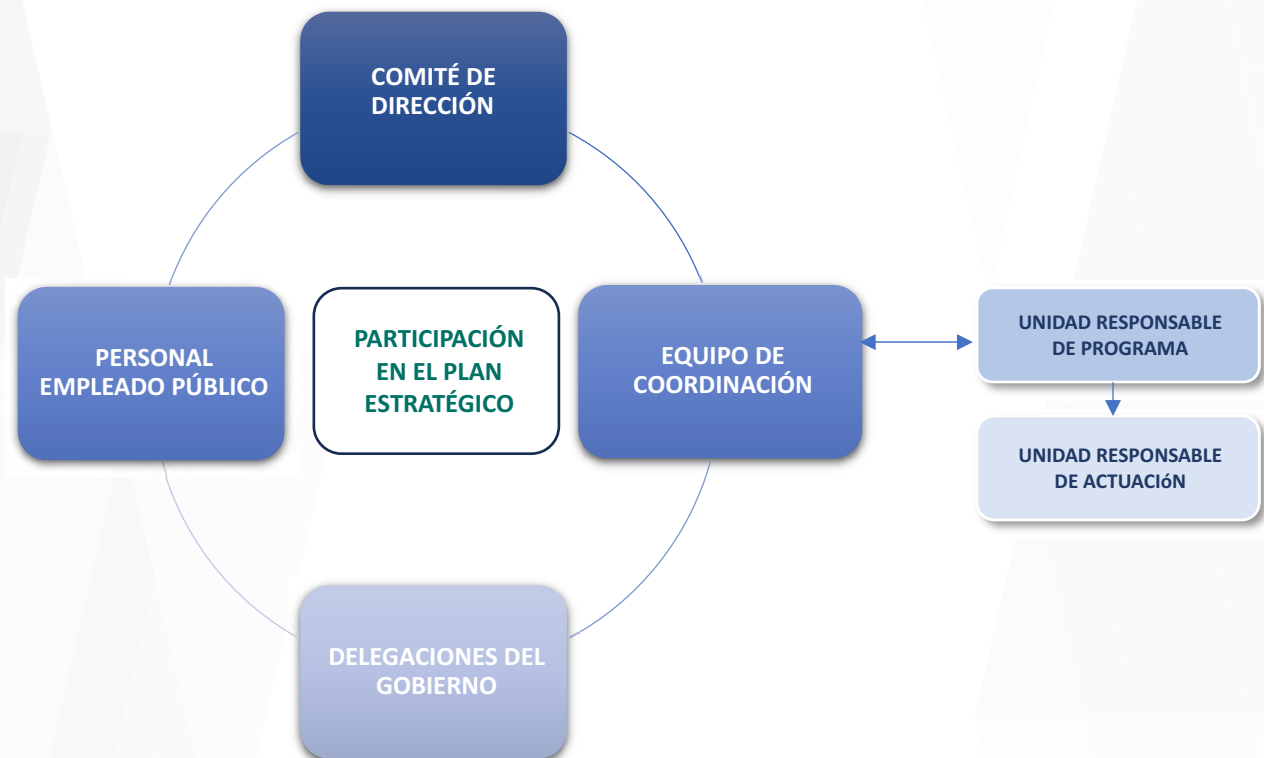 COMITÉ DE
DIRECCIÓN
PERSONAL
EMPLEADO PÚBLICO
PARTICIPACIÓN
EN EL PLAN
ESTRATÉGICO
EQUIPO DE
COORDINACIÓN
UNIDAD RESPONSABLE
DE PROGRAMA
UNIDAD RESPONSABLE
DE ACTUACIóN
DELEGACIONES DEL
GOBIERNO